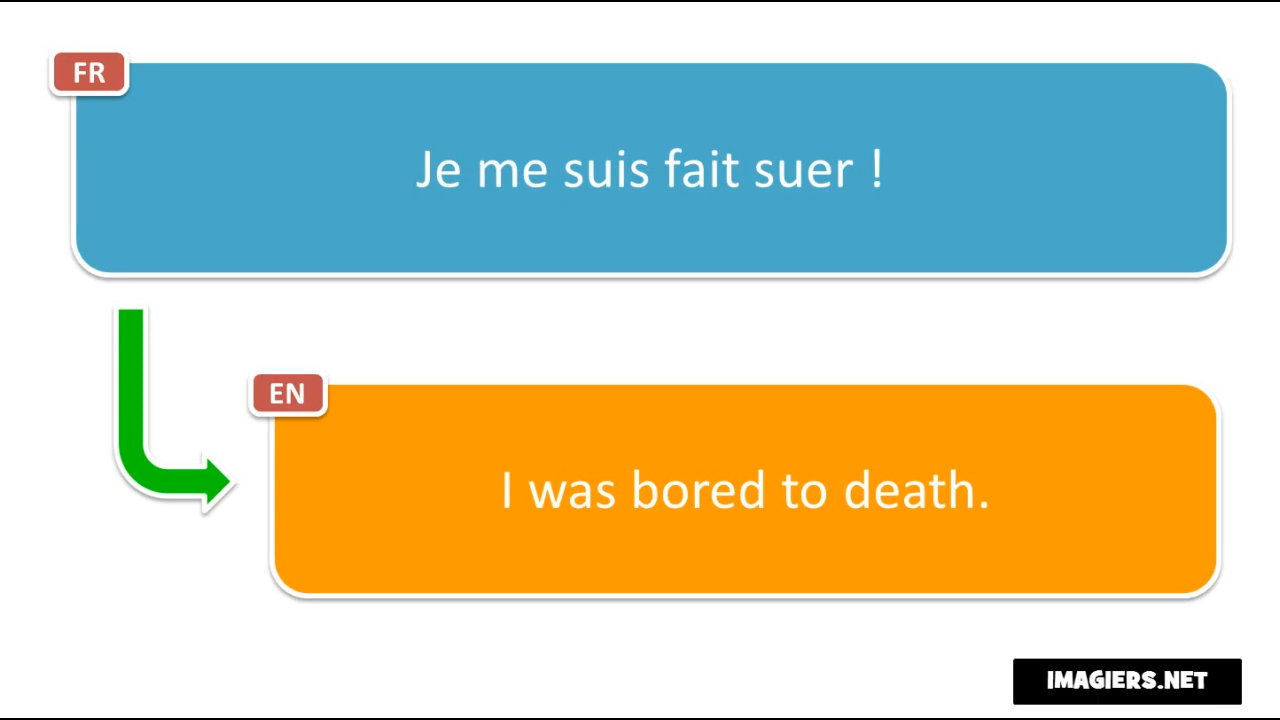 FR
Je me suis fait suer !
EN
I was bored to death.
IMAGIERS.NET